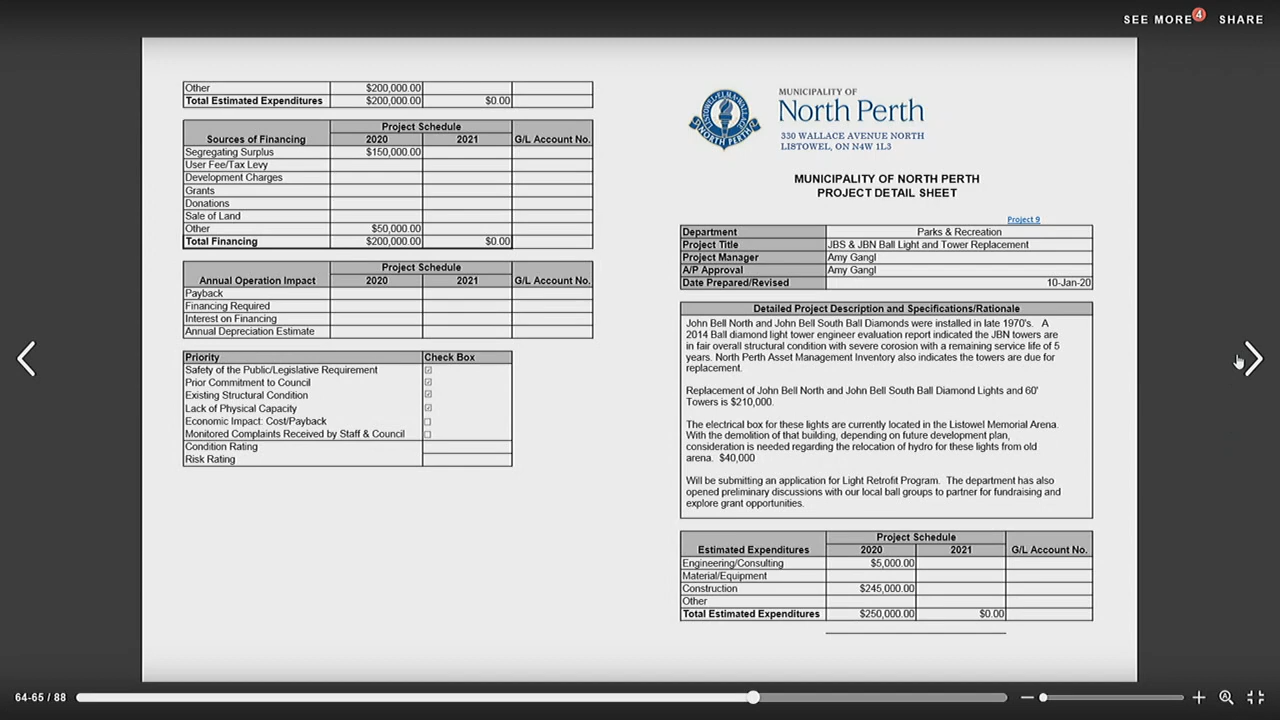 SEE MORE 4 SHARE
Other $200,000.00
Total Estimated Expenditures $200,000.00 $0.00
Project Schedule
Sources of Financing 2020 2021 G/L Account No.
Segregating Surplus $150,000.00
User Fee/Tax Levy
Development Charges
Grants
Donations
Sale of Land
Other $50,000.00
Total Financing $200,000.00 $0.00
Project Schedule
Annual Operation Impact 2020 2021 G/L Account No.
Payback
Financing Required
Interest on Financing
Annual Depreciation Estimate
Priority Check Box
Safety of the Public/Legislative Requirement ☑
Prior Commitment to Council ☑
Existing Structural Condition ☑
Lack of Physical Capacity ☑
Economic Impact: Cost/Payback ☐
Monitored Complaints Received by Staff & Council ☐
Condition Rating
Risk Rating
LISTOWEL ELMA WALLACE
NORTH PERTH
MUNICIPALITY OF
North Perth
330 WALLACE AVENUE NORTH
LISTOWEL, ON N4W 1L3
MUNICIPALITY OF NORTH PERTH
PROJECT DETAIL SHEET
Project 9
Department Parks & Recreation
Project Title JBS & JBN Ball Light and Tower Replacement
Project Manager Amy Gangl
A/P Approval Amy Gangl
Date Prepared/Revised 10-Jan-20
Detailed Project Description and Specifications/Rationale
John Bell North and John Bell South Ball Diamonds were installed in late 1970's. A
2014 Ball diamond light tower engineer evaluation report indicated the JBN towers are
in fair overall structural condition with severe corosion with a remaining service life of 5
years. North Perth Asset Management Inventory also indicates the towers are due for
replacement.
Replacement of John Bell North and John Bell South Ball Diamond Lights and 60'
Towers is $210,000.
The electrical box for these lights are currently located in the Listowel Memorial Arena.
With the demolition of that building, depending on future development plan,
consideration is needed regarding the relocation of hydro for these lights from old
arena. $40,000
Will be submitting an application for Light Retrofit Program. The department has also
opened preliminary discussions with our local ball groups to partner for fundraising and
explore grant opportunities.
Project Schedule
Estimated Expenditures 2020 2021 G/L Account No.
Engineering/Consulting $5,000.00
Material/Equipment
Construction $245,000.00
Other
Total Estimated Expenditures $250,000.00 $0.00
64-65 / 88